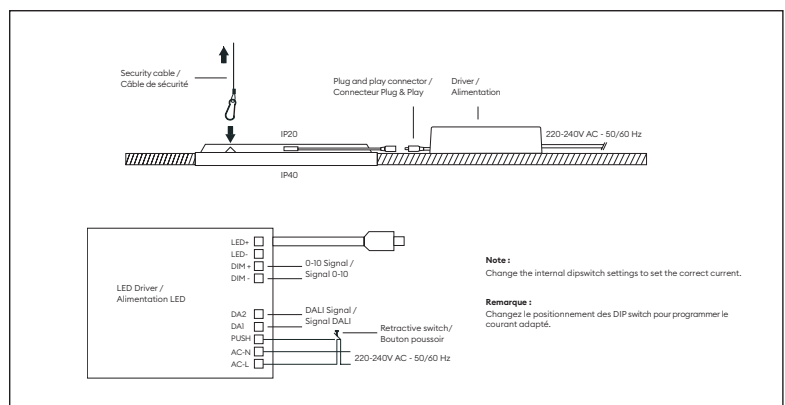 Security cable /
Câble de sécurité
Plug and play connector /
Connecteur Plug & Play
Driver /
Alimentation
220-240V AC - 50/60 Hz
IP20
IP40
LED Driver /
Alimentation LED
LED+
LED-
DIM +
DIM -
DA2
DA1
PUSH
AC-N
AC-L
0-10 Signal /
Signal 0-10
DALI Signal /
Signal DALI
Retractive switch/
Bouton poussoir
220-240V AC - 50/60 Hz
Note :
Change the internal dipswitch settings to set the correct current.
Remarque :
Changez le positionnement des DIP switch pour programmer le
courant adapté.